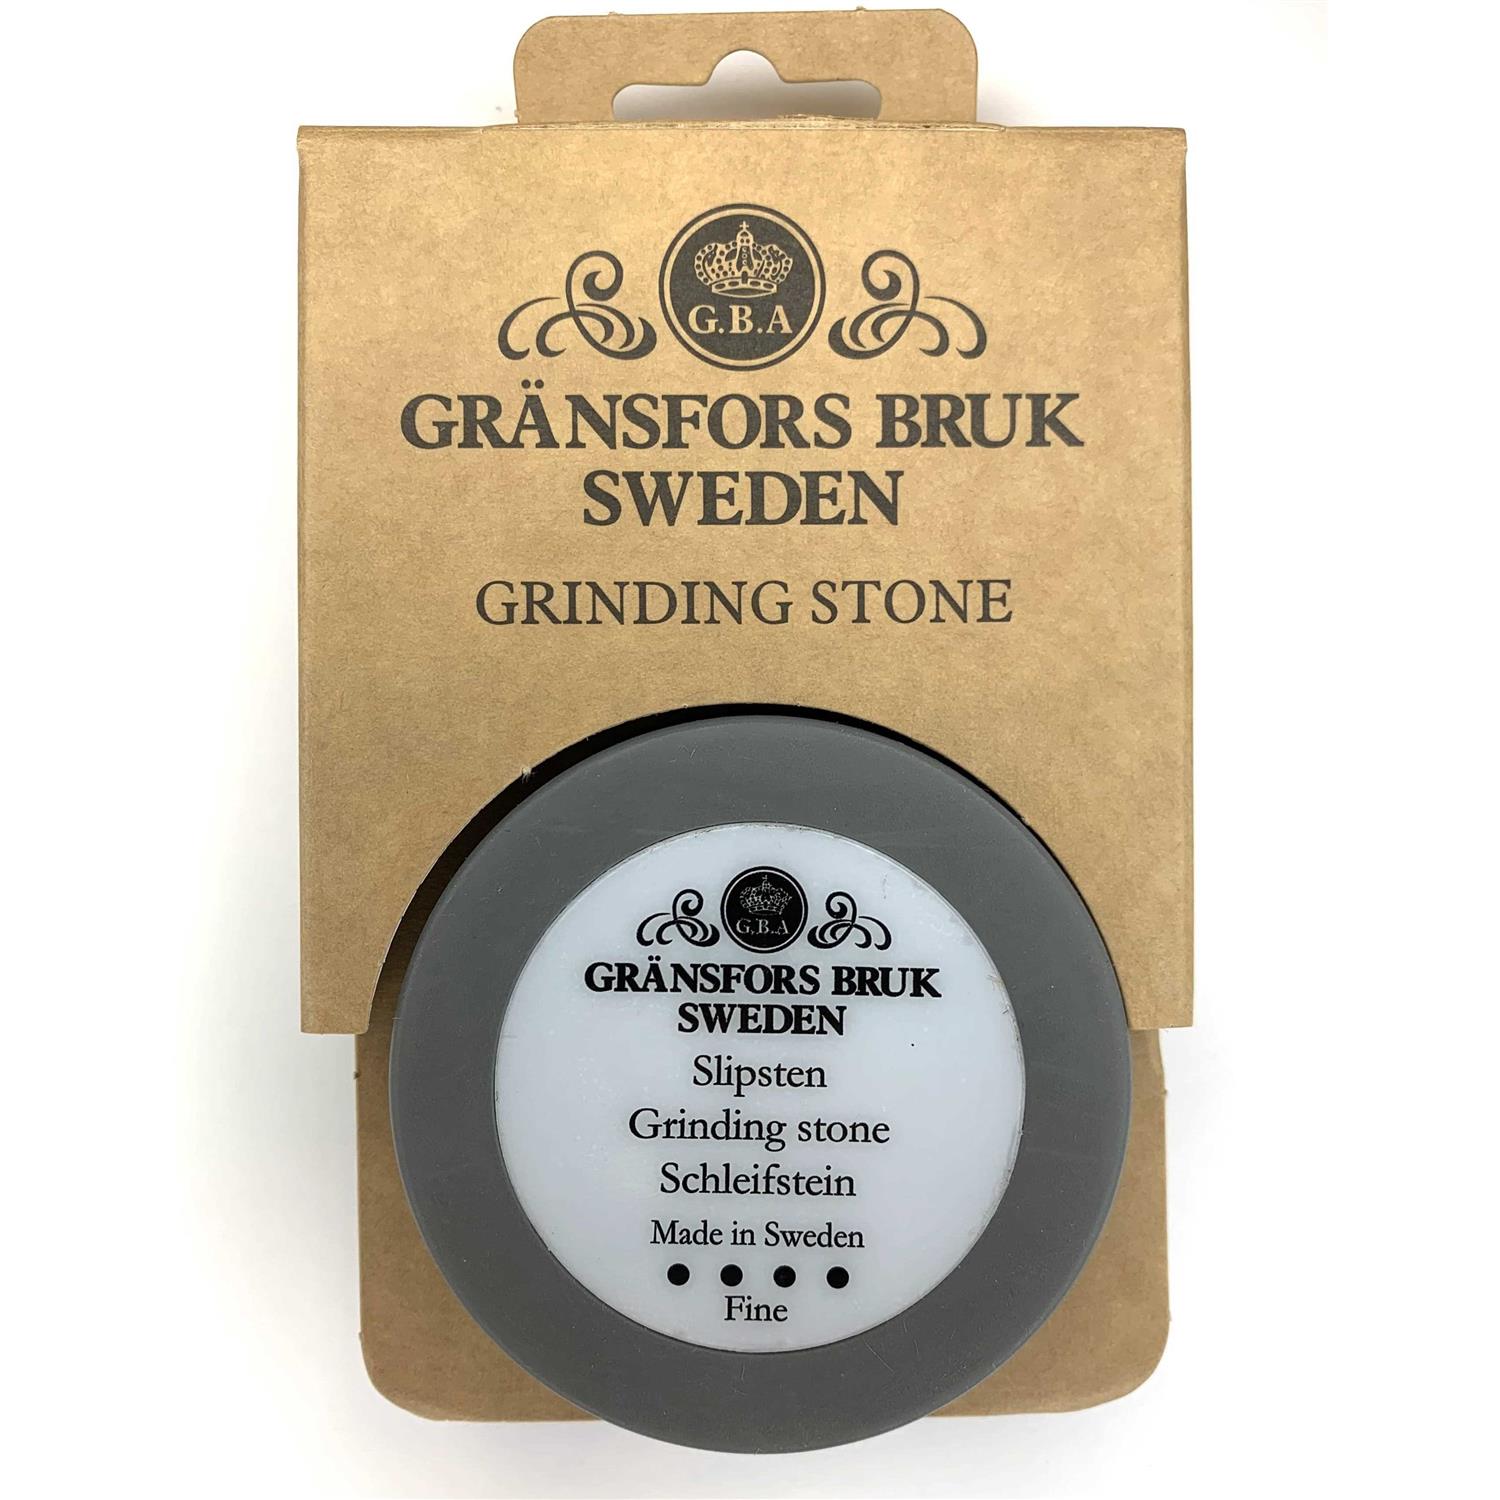 G.B.A
GRÄNSFORS BRUK
SWEDEN
GRINDING STONE
G.B.A
GRÄNSFORS BRUK
SWEDEN
Slipsten
Grinding stone
Schleifstein
Made in Sweden
Fine